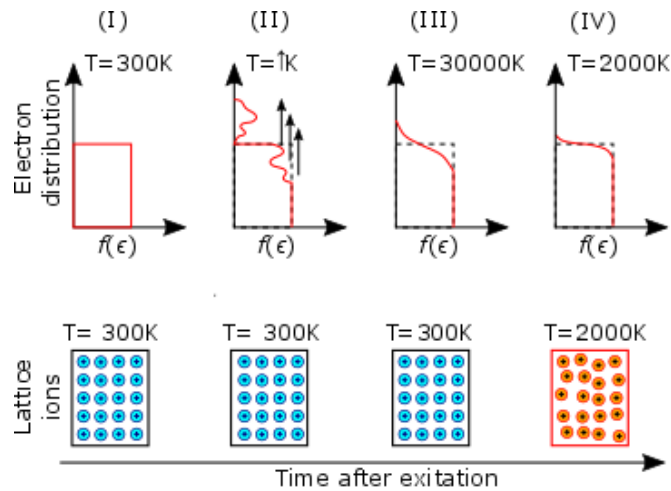 (I) (II) (III) (IV)
T=300K T=↑K T=30000K T=2000K
Electron
distribution
f(ϵ) f(ϵ) f(ϵ) f(ϵ)
T= 300K T= 300K T=300K T=2000K
Lattice
ions
Time after exitation